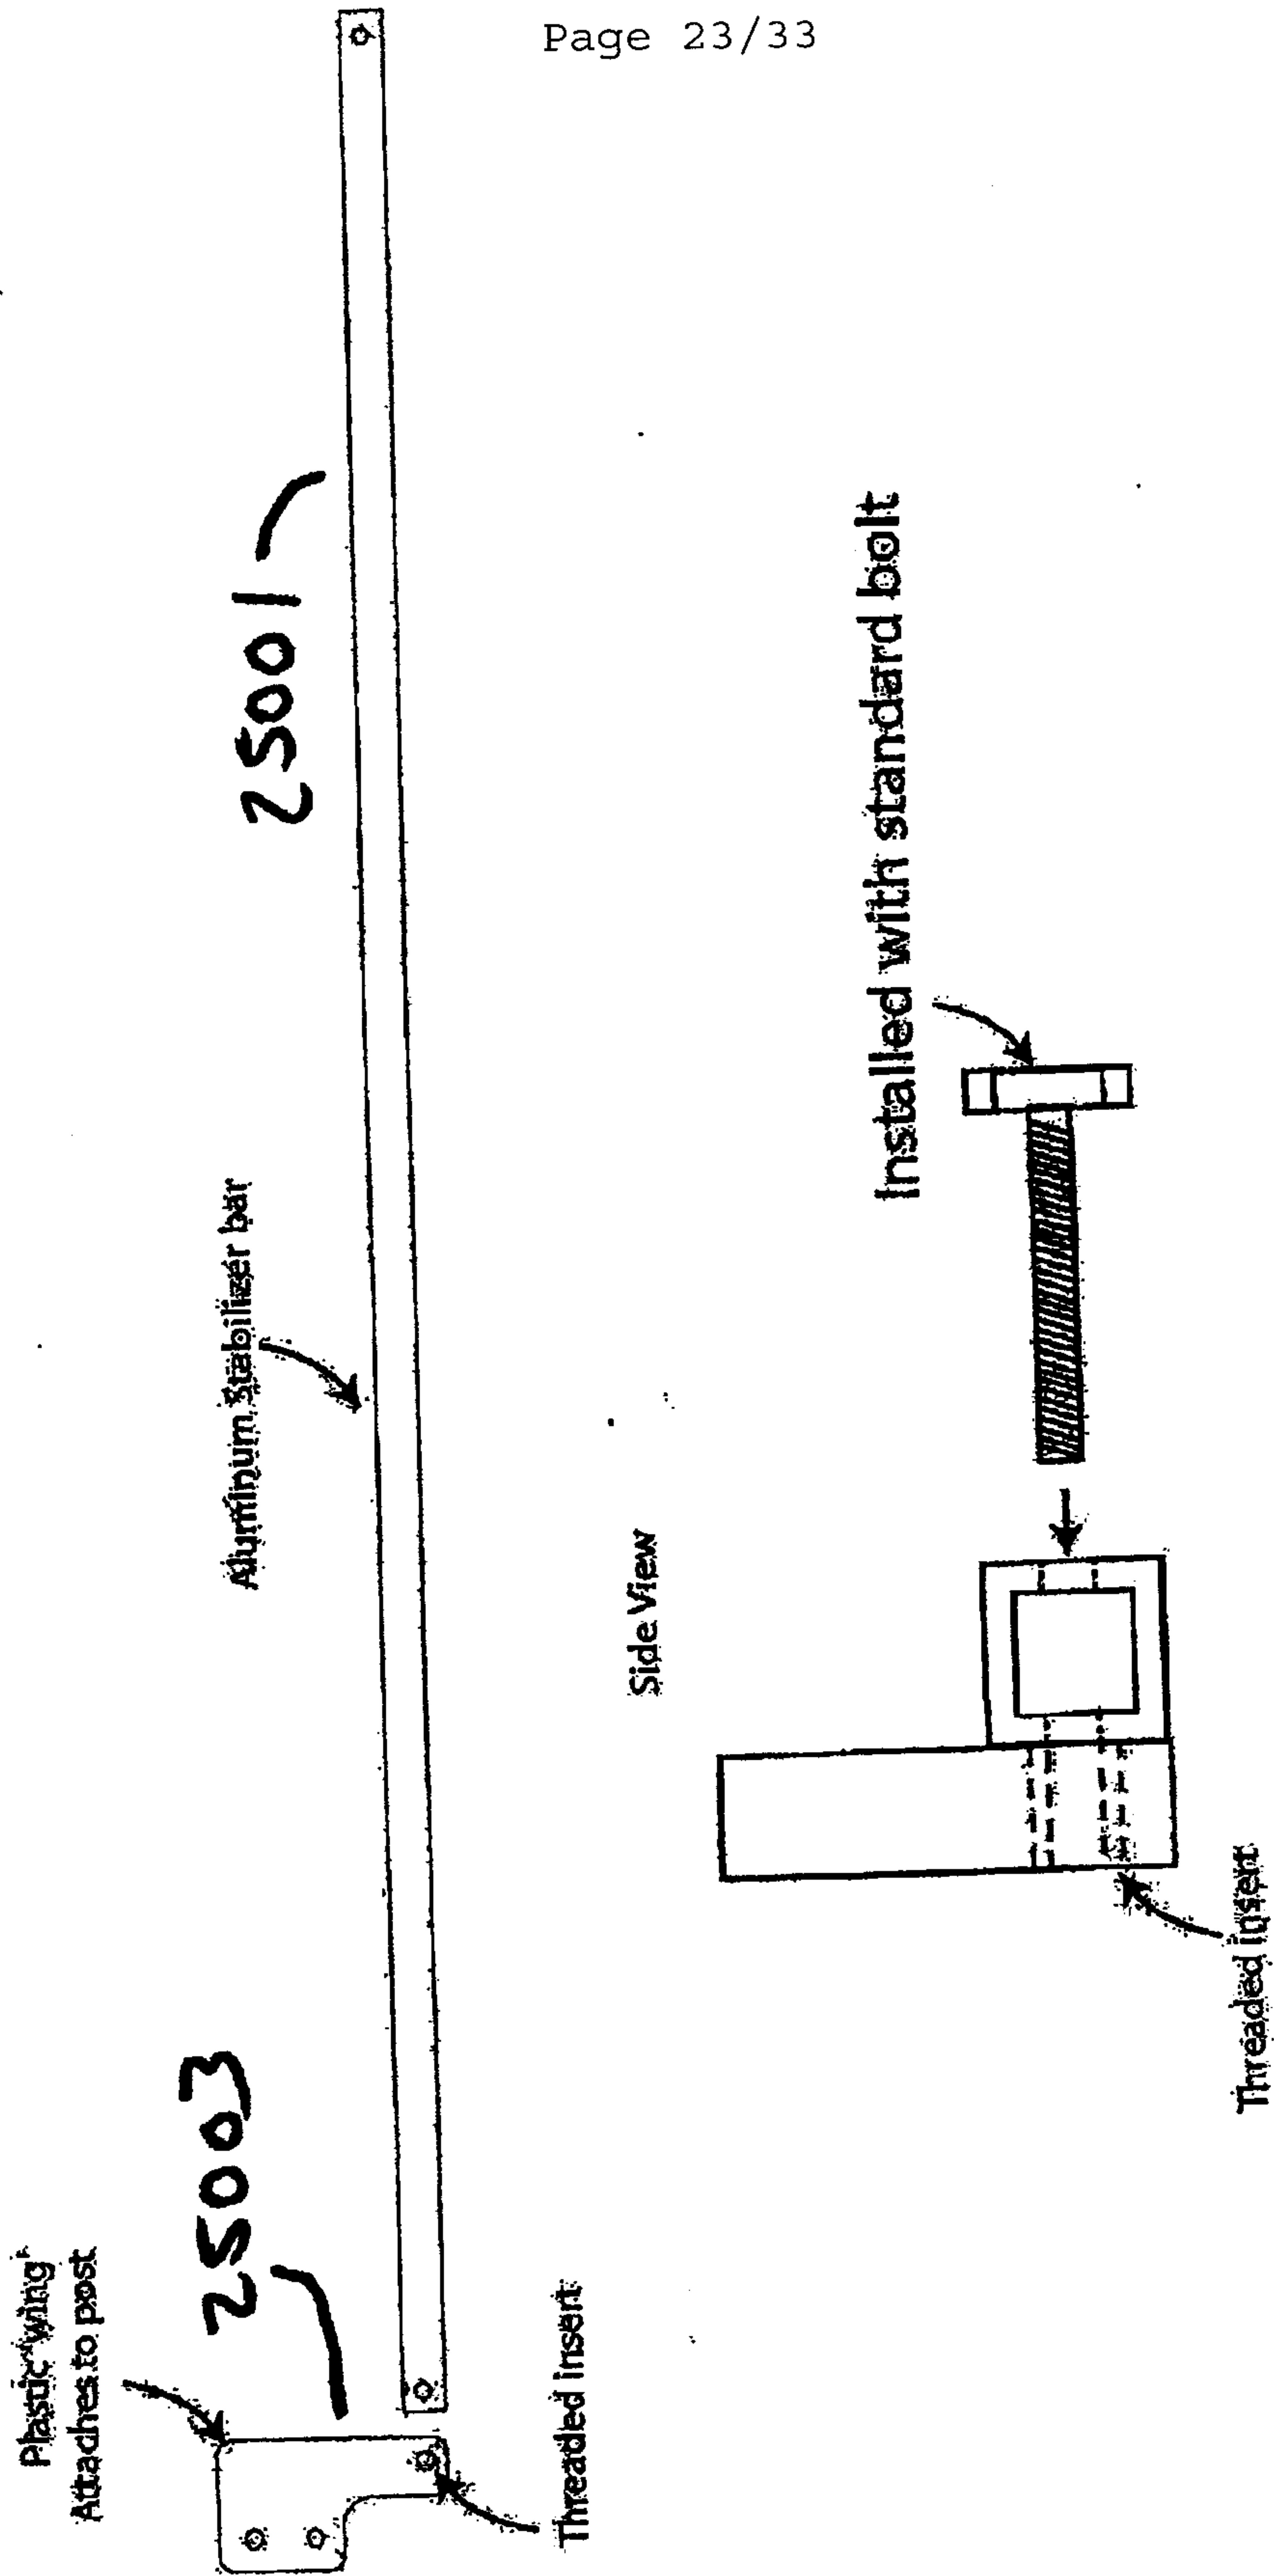 Page 23/33
Plastic "wing"
Attaches to post
25003
Aluminum Stabilizer bar
25001
Threaded insert
Side View
Installed with standard bolt
Threaded insert